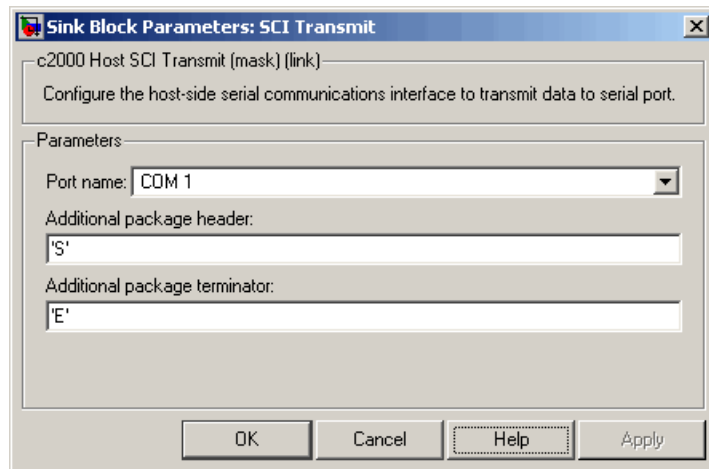 Sink Block Parameters: SCI Transmit
c2000 Host SCI Transmit (mask) (link)
Configure the host-side serial communications interface to transmit data to serial port.
Parameters
Port name: COM 1
Additional package header:
'S'
Additional package terminator:
'E'
OK Cancel Help Apply